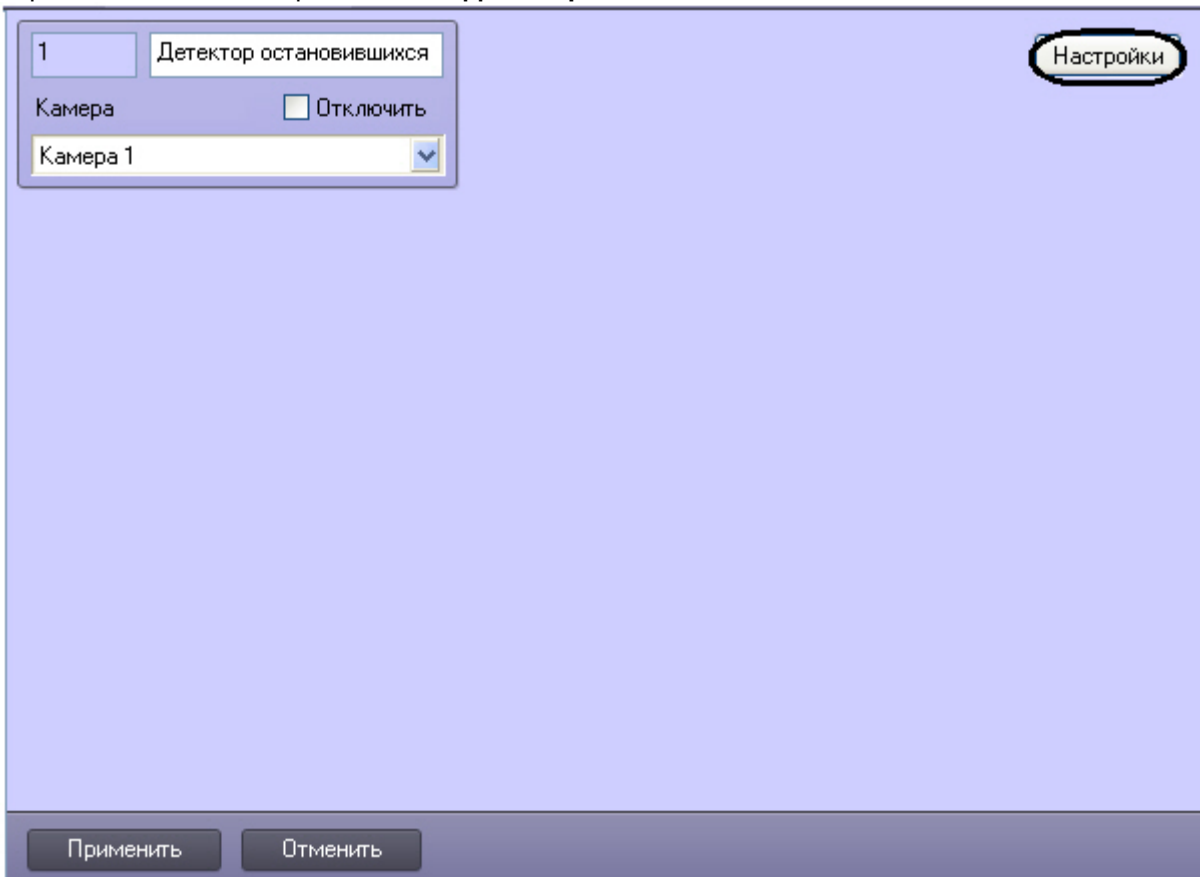 1
Детектор остановившихся
Настройки
Камера
Отключить
Камера 1
Применить
Отменить